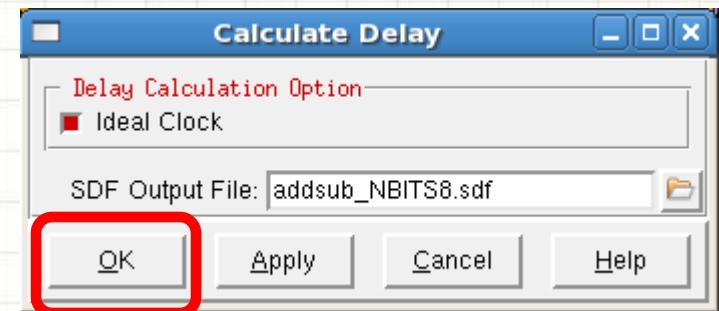 Calculate Delay
Delay Calculation Option
Ideal Clock
SDF Output File: addsub_NBITS8.sdf
OK Apply Cancel Help